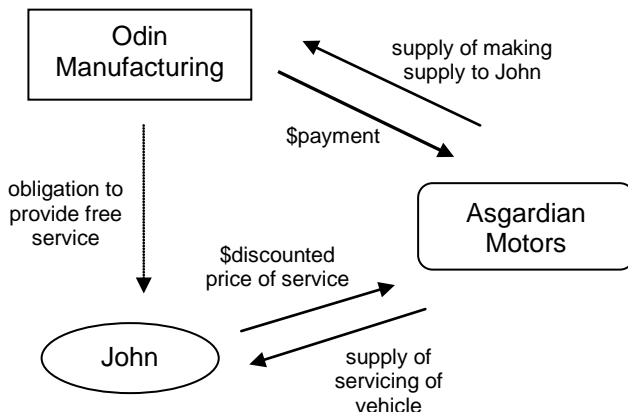 Odin
Manufacturing
supply of making
supply to John
$payment
obligation to
provide free
service
Asgardian
Motors
$discounted
price of service
John
supply of
servicing of
vehicle